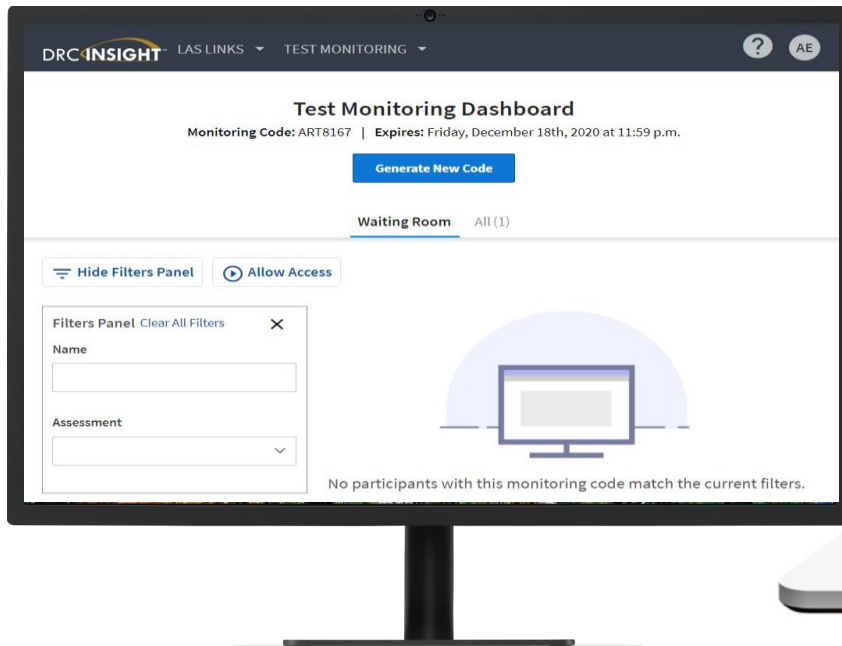 DRC INSIGHT LAS LINKS TEST MONITORING ? AE
Test Monitoring Dashboard
Monitoring Code: ART8167 | Expires: Friday, December 18th, 2020 at 11:59 p.m.
Generate New Code
Waiting Room All (1)
Hide Filters Panel Allow Access
Filters Panel Clear All Filters
Name
Assessment
No participants with this monitoring code match the current filters.